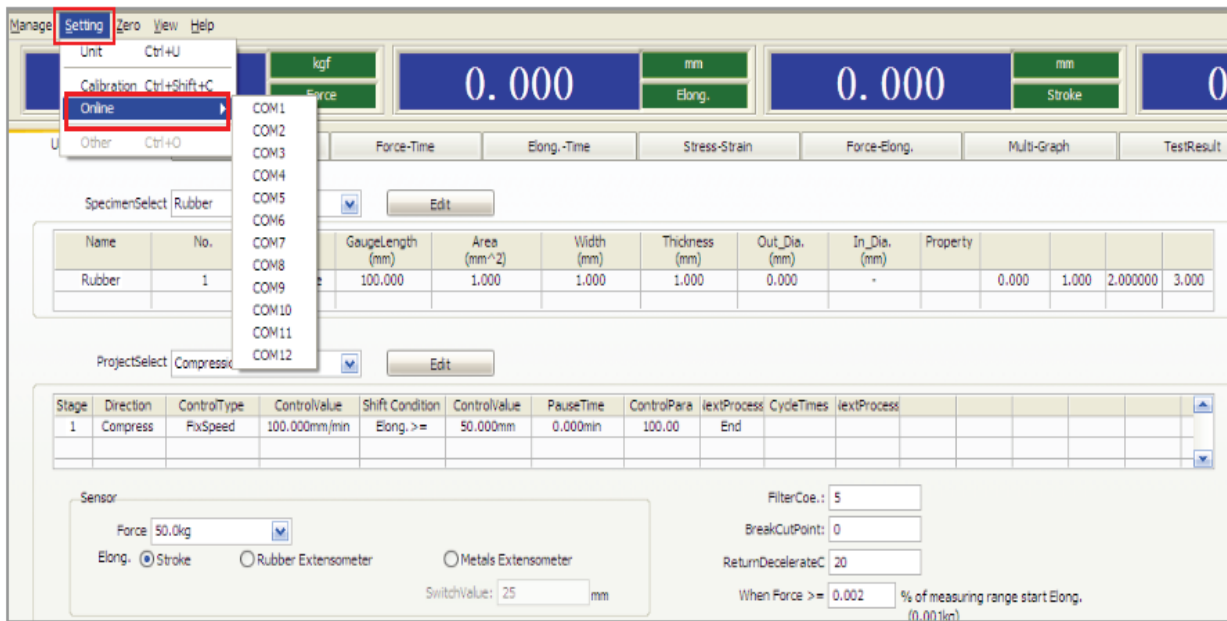 Manage Setting Zero View Help
Unit Ctrl+U
Calibration Ctrl+Shift+C
Online
Other Ctrl+O
COM1
COM2
COM3
COM4
COM5
COM6
COM7
COM8
COM9
COM10
COM11
COM12
kgf
Force
0.000
mm
Elong.
0.000
mm
Stroke
0
U Force-Time Elong.-Time Stress-Strain Force-Elong. Multi-Graph TestResult
SpecimenSelect Rubber Edit
Name No. GaugeLength (mm) Area (mm^2) Width (mm) Thickness (mm) Out_Dia. (mm) In_Dia. (mm) Property
Rubber 1 e 100.000 1.000 1.000 1.000 0.000 - 0.000 1.000 2.000000 3.000
ProjectSelect Compressio Edit
Stage Direction ControlType ControlValue Shift Condition ControlValue PauseTime ControlPara lextProcess CycleTimes lextProcess
1 Compress FixSpeed 100.000mm/min Elong.>= 50.000mm 0.000min 100.00 End
Sensor
Force 50.0kg
Elong. Stroke Rubber Extensometer Metals Extensometer
SwitchValue: 25 mm
FilterCoe.: 5
BreakCutPoint: 0
ReturnDecelerateC 20
When Force >= 0.002 % of measuring range start Elong.
(0.001kg)